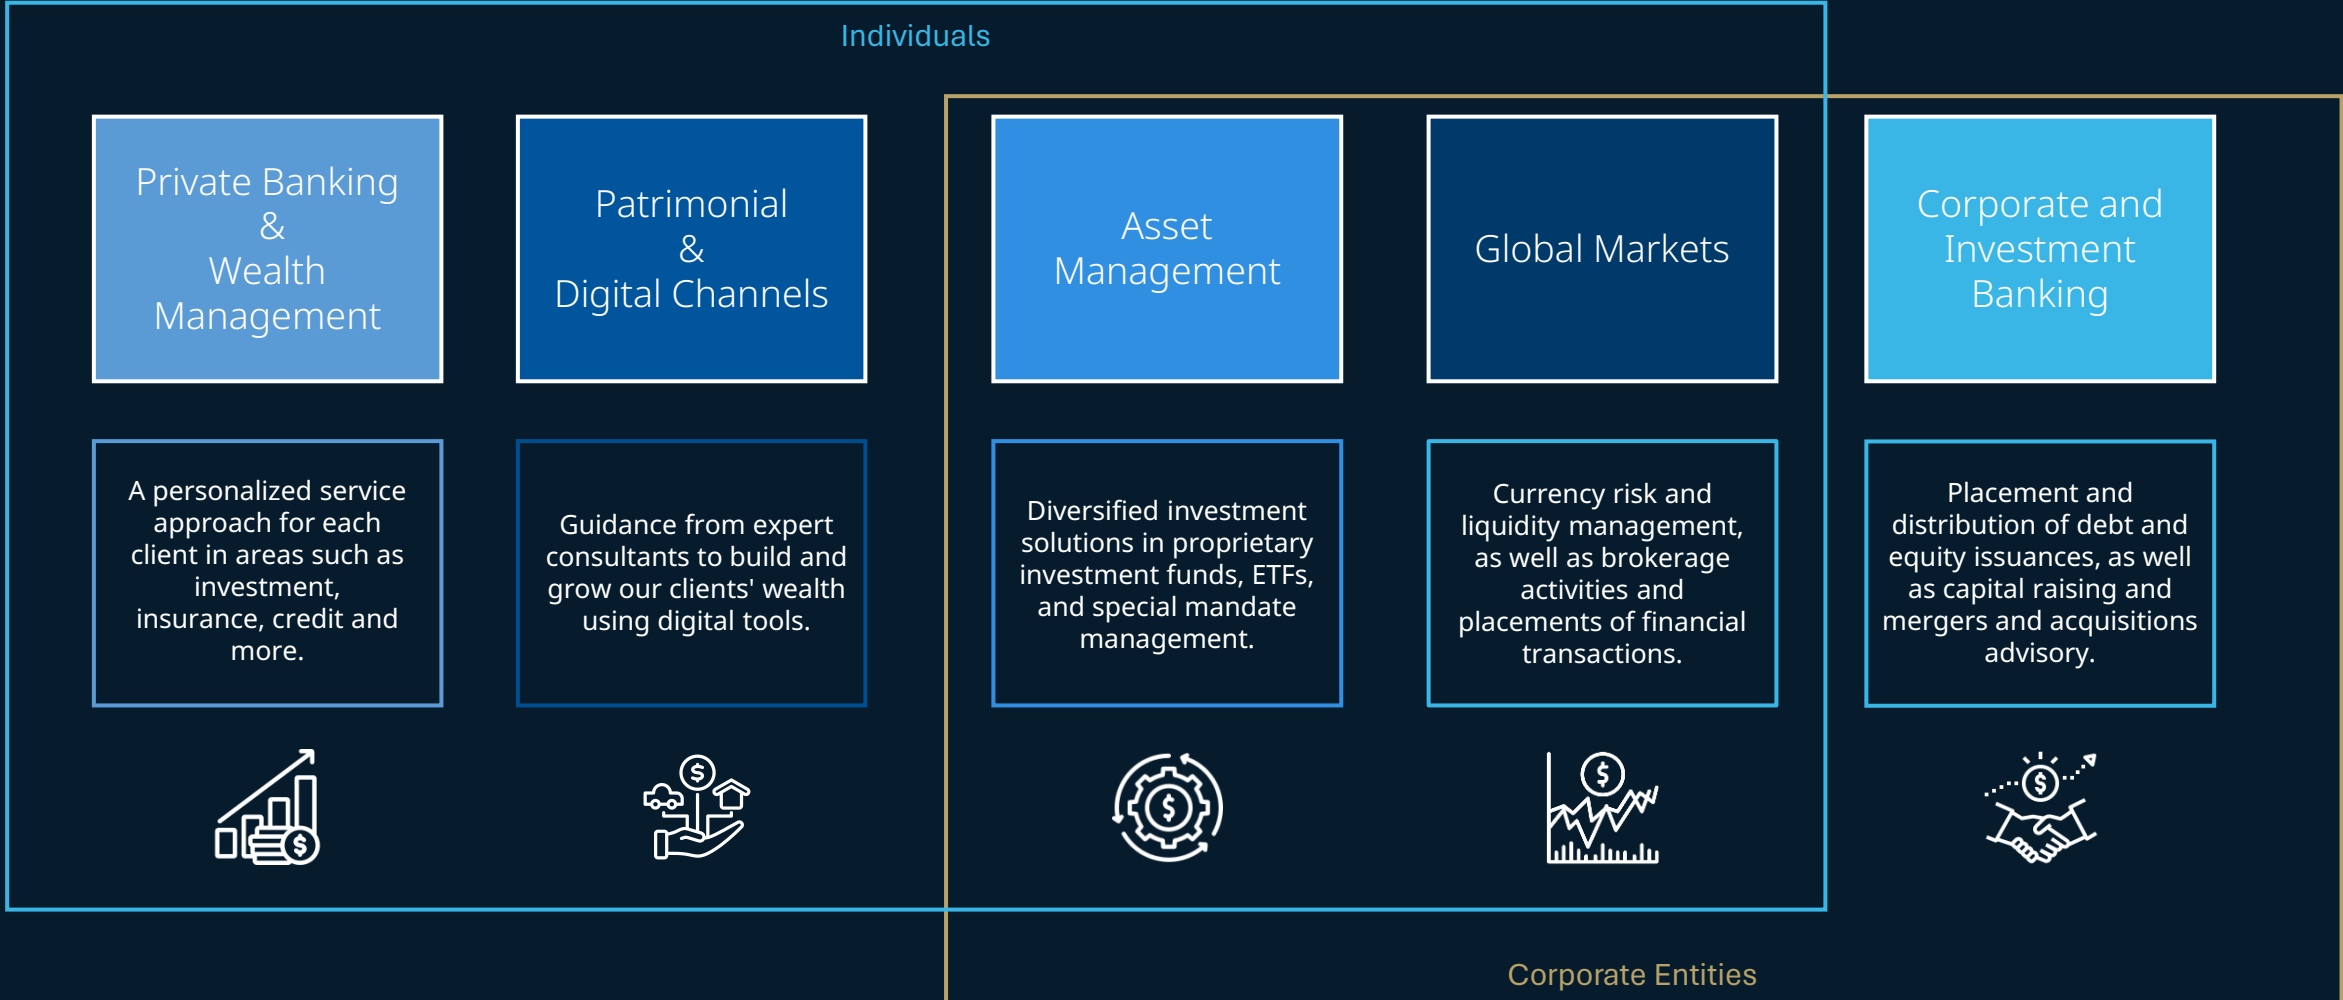 Individuals
Private Banking
&
Wealth
Management
Patrimonial
&
Digital Channels
Asset
Management
Global Markets
Corporate and
Investment
Banking
A personalized service
approach for each
client in areas such as
investment,
insurance, credit and
more.
Guidance from expert
consultants to build and
grow our clients' wealth
using digital tools.
Diversified investment
solutions in proprietary
investment funds, ETFs,
and special mandate
management.
Currency risk and
liquidity management,
as well as brokerage
activities and
placements of financial
transactions.
Placement and
distribution of debt and
equity issuances, as well
as capital raising and
mergers and acquisitions
advisory.
$
$
$
$
$
Corporate Entities